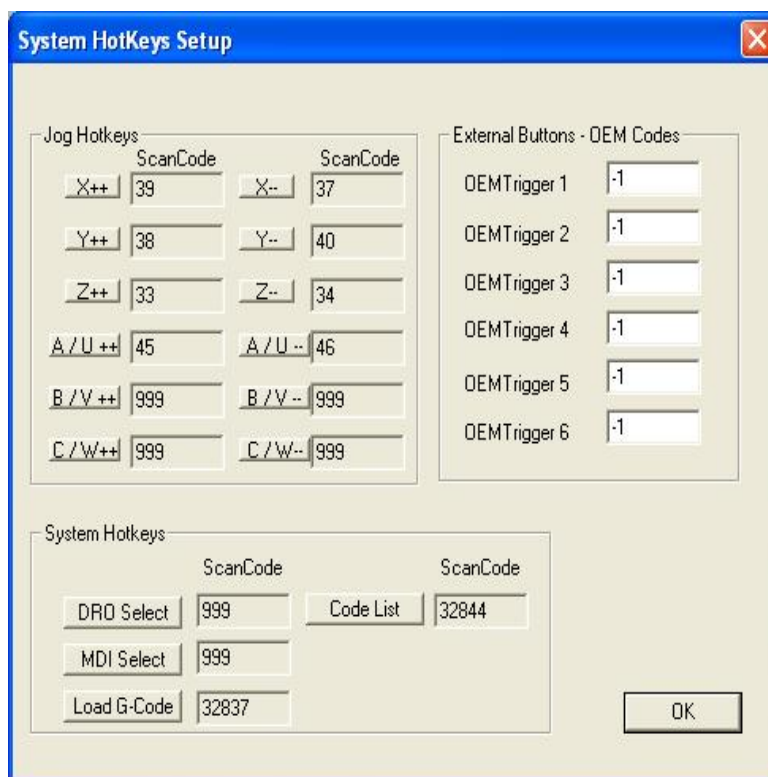 System HotKeys Setup
Jog Hotkeys
ScanCode ScanCode
X++ 39 X-- 37
Y++ 38 Y-- 40
Z++ 33 Z-- 34
A / U ++ 45 A / U -- 46
B / V ++ 999 B / V -- 999
C / W++ 999 C / W-- 999
External Buttons - OEM Codes
OEMTrigger 1 -1
OEMTrigger 2 -1
OEMTrigger 3 -1
OEMTrigger 4 -1
OEMTrigger 5 -1
OEMTrigger 6 -1
System Hotkeys
ScanCode ScanCode
DRO Select 999 Code List 32844
MDI Select 999
Load G-Code 32837
OK